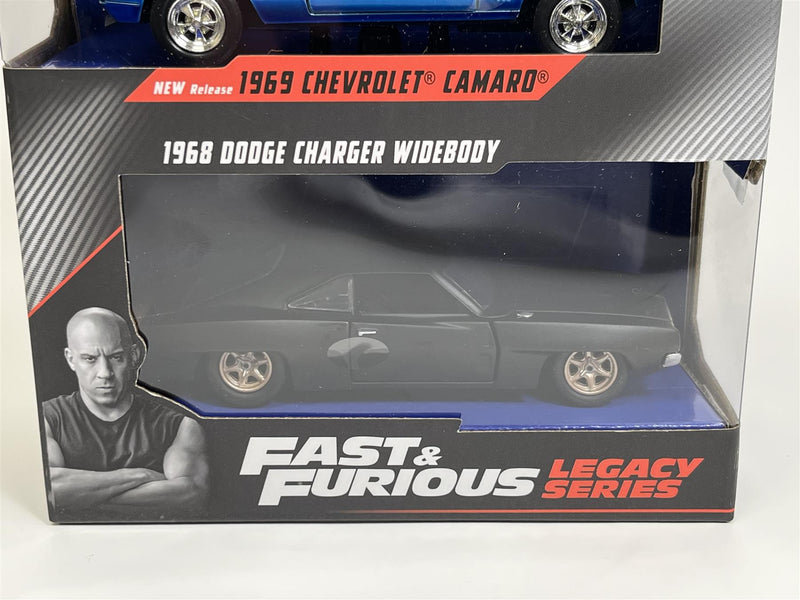 NEW Release 1969 CHEVROLET® CAMARO®
1968 DODGE CHARGER WIDEBODY
FAST &
FURIOUS
LEGACY
SERIES